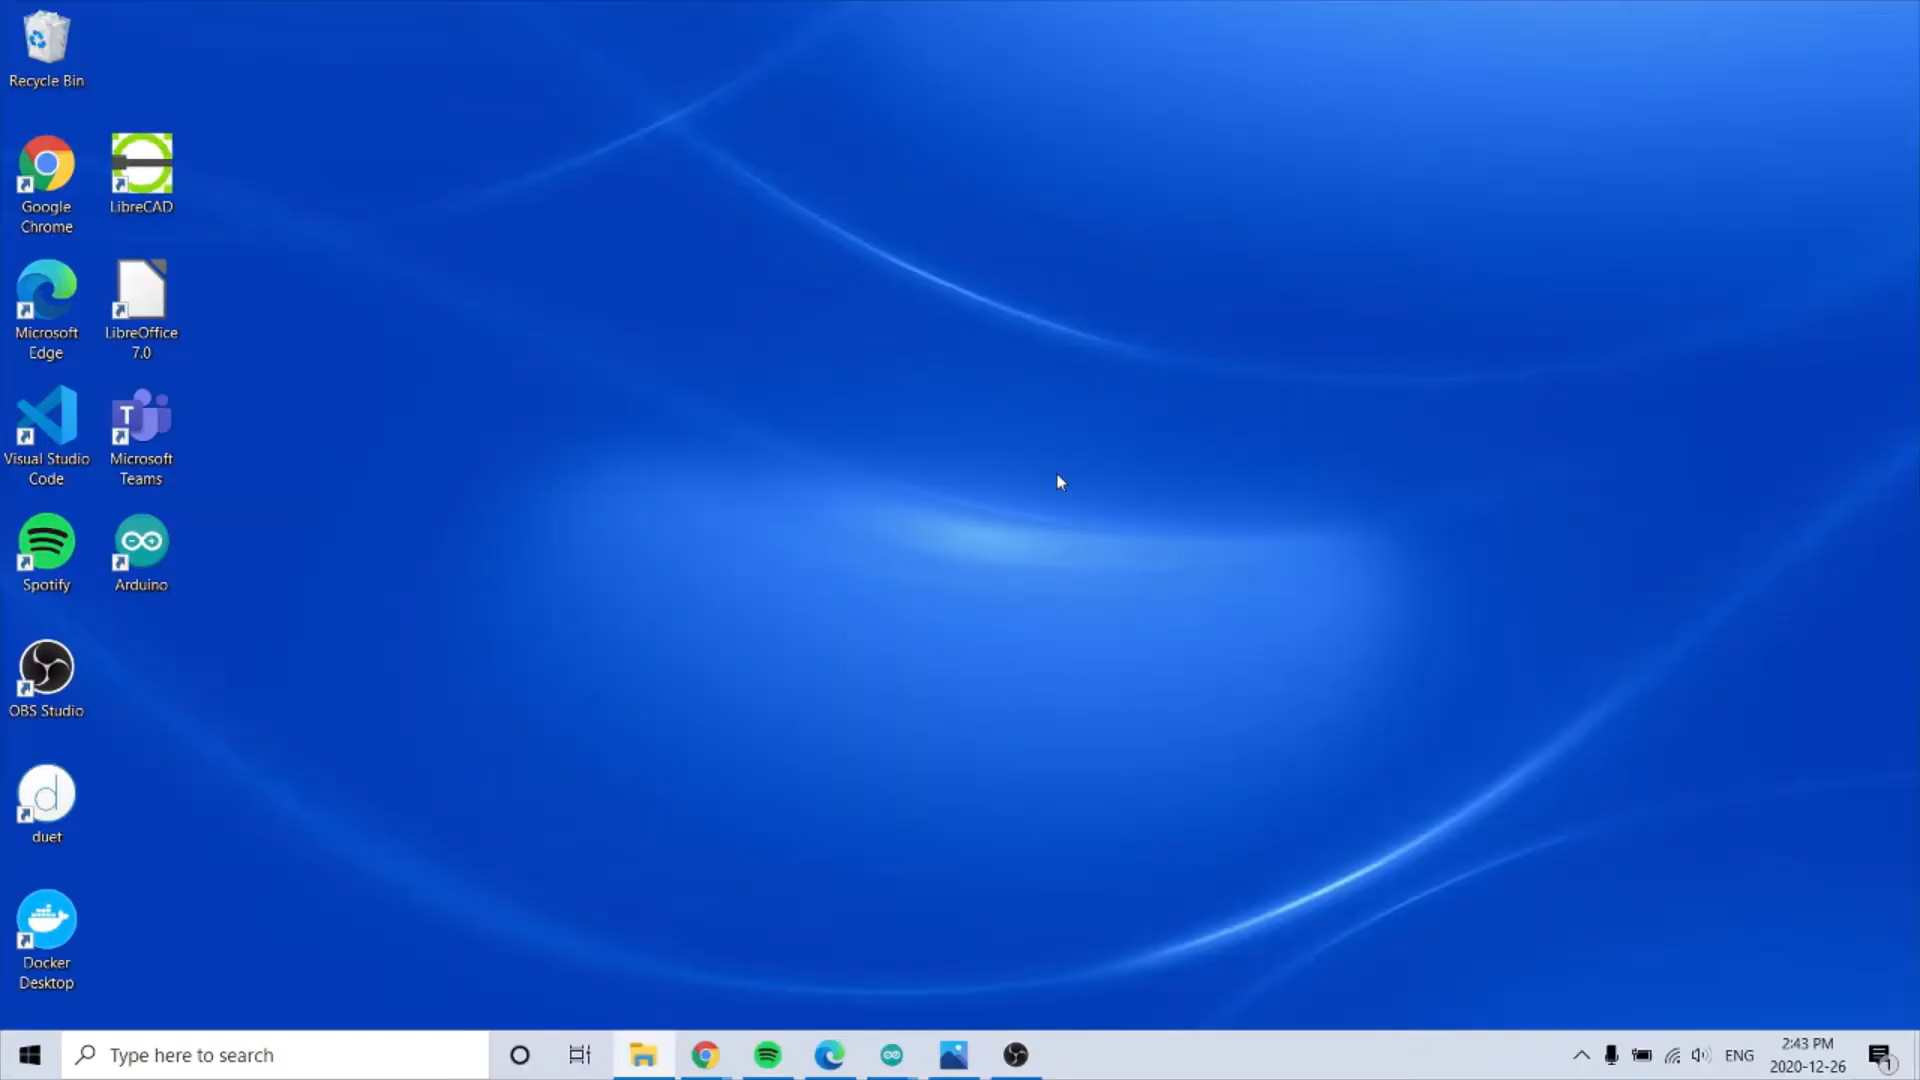 Recycle Bin
Google
Chrome
LibreCAD
Microsoft
Edge
LibreOffice
7.0
Visual Studio
Code
Microsoft
Teams
Spotify
Arduino
OBS Studio
duet
Docker
Desktop
Type here to search
ENG
2:43 PM
2020-12-26
1